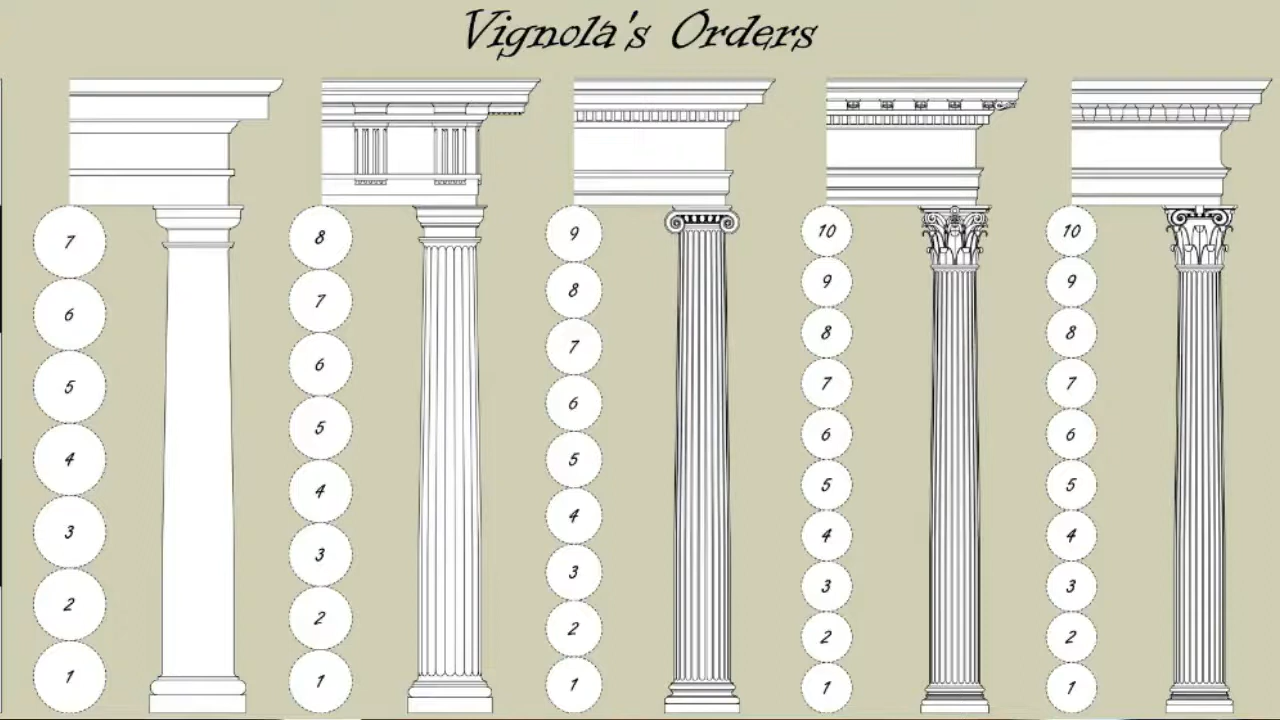 Vignola's Orders
7 8 9 10 10
6 7 8 9 9
5 6 7 8 8
4 5 6 7 7
3 4 5 6 6
2 3 4 5 5
1 2 3 4 4
1 2 3 3
1 2 2
1 1